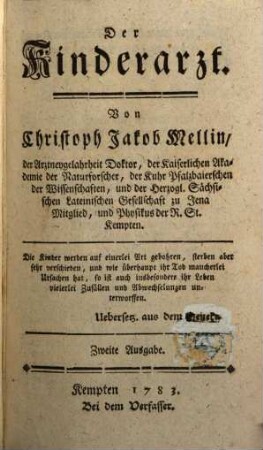 Der
Kinderarzt.
Von
Christoph Jakob Mellin/
der Arzneygelahrheit Doktor, der Kaiserlichen Aka-
demie der Naturforscher, der Kuhr Pfalzbaierschen
der Wissenschaften, und der Herzogl. Sächsi-
schen Lateinischen Gesellschaft zu Jena
Mitglied, und Physikus der R. St.
Kempten.
Die Kinder werden auf einerlei Art gebohren, sterben aber
sehr verschieden, und wie überhaupt ihr Tod mancherlei
Ursachen hat, so ist auch insbesondere ihr Leben
vielerlei Zufällen und Abwechselungen un-
terworffen.
Uebersetz. aus dem
Zweite Ausgabe.
Kempten 1783.
Bei dem Verfasser.